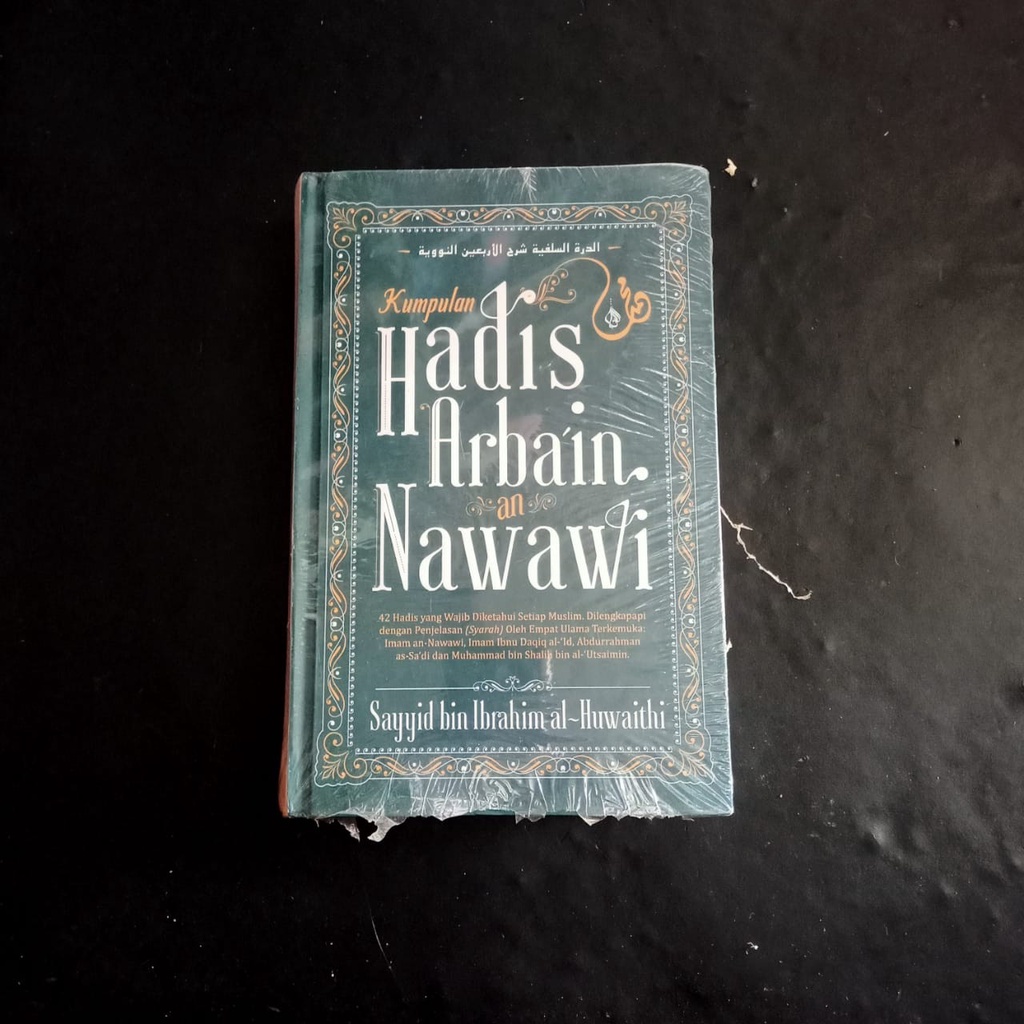 الدرة السلفية شرح الأربعين النووية
Kumpulan
Hadis
Arba'in
an
Nawawi
42 Hadis yang Wajib Diketahui Setiap Muslim. Dilengkapapi
dengan Penjelasan (Syarah) Oleh Empat Ulama Terkemuka:
Imam an-Nawawi, Imam Ibnu Daqiq al-'Id, Abdurrahman
as-Sa'di dan Muhammad bin Shalih bin al-'Utsaimin.
Sayyid bin Ibrahim al-Huwaithi